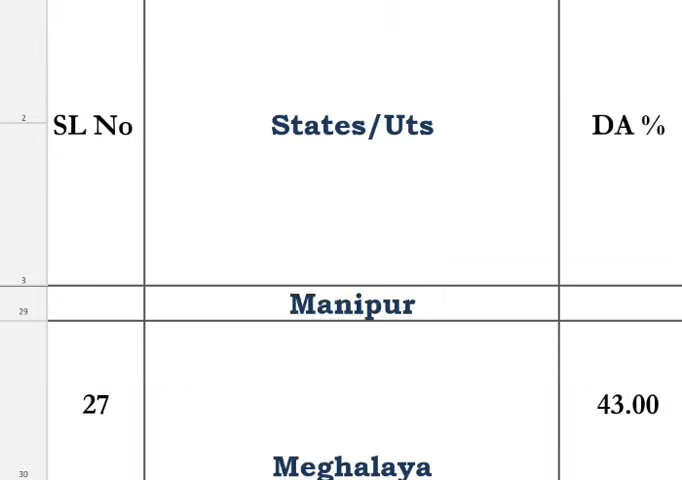 2
SL No States/Uts DA %
3
Manipur
29
27 43.00
Meghalaya
30